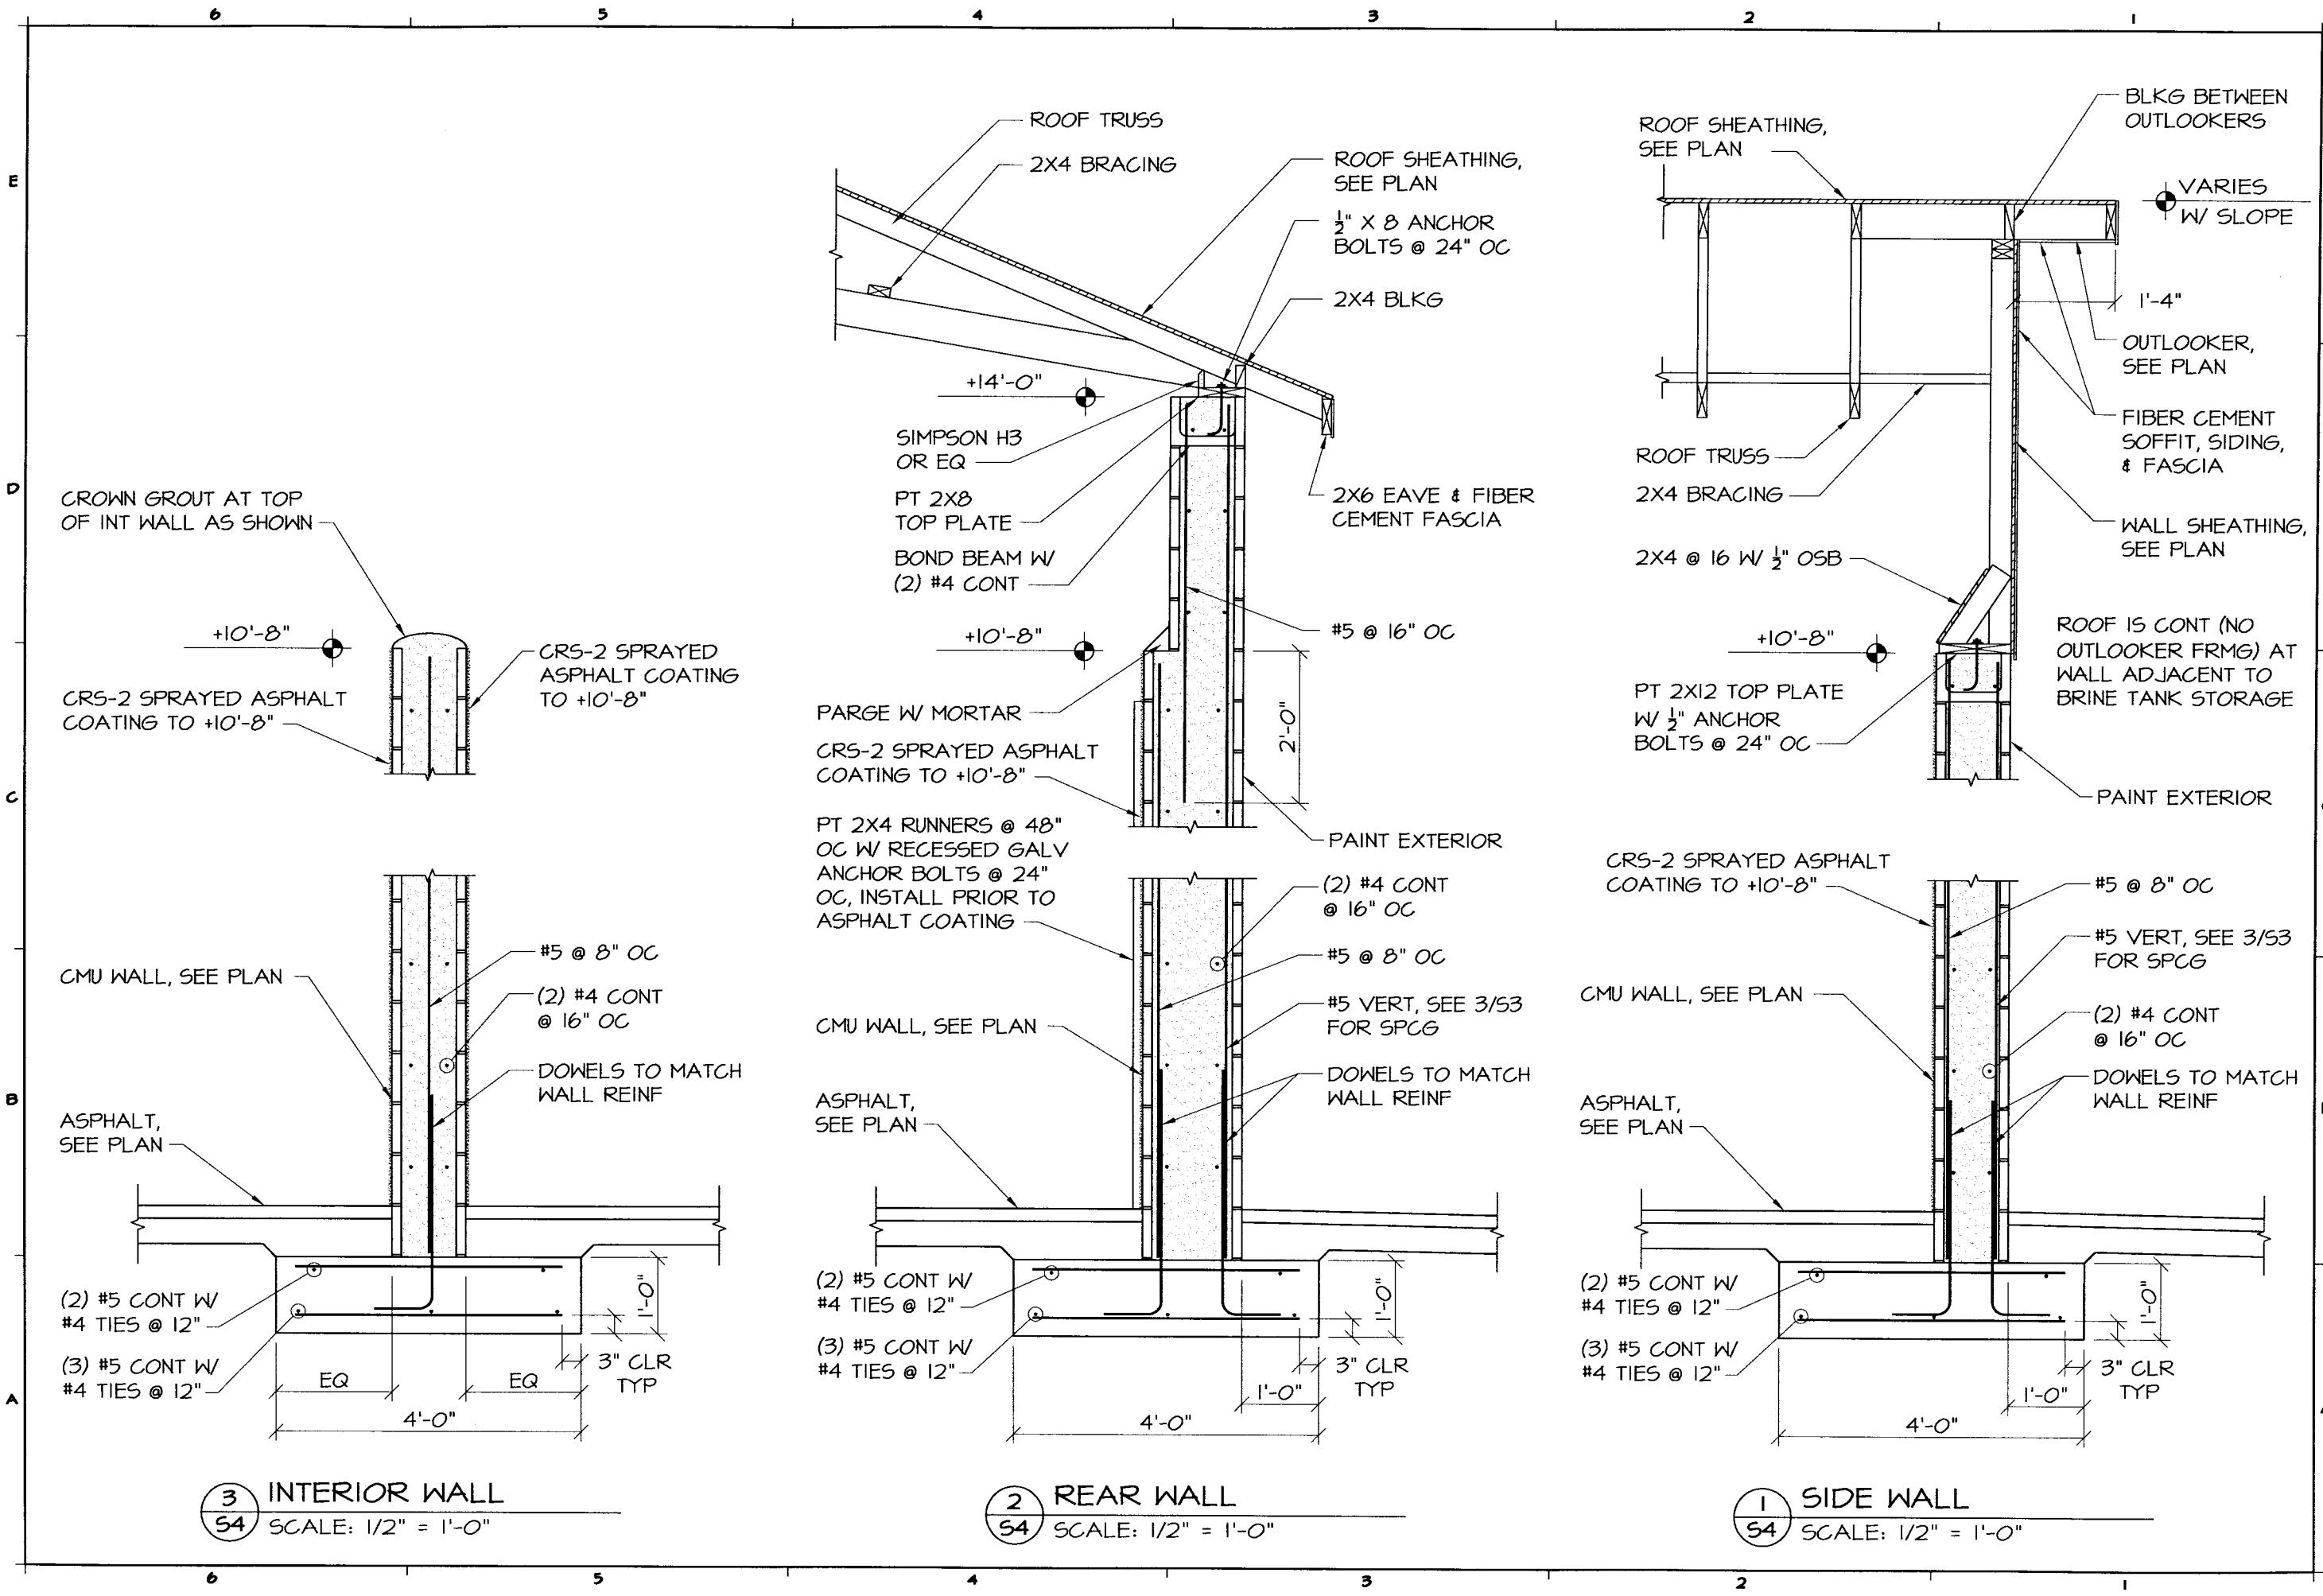 6 5 4 3 2 1
E
D
C
B
A
CROWN GROUT AT TOP
OF INT WALL AS SHOWN
+10'-8"
CRS-2 SPRAYED ASPHALT
COATING TO +10'-8"
CRS-2 SPRAYED
ASPHALT COATING
TO +10'-8"
#5 @ 8" OC
CMU WALL, SEE PLAN
(2) #4 CONT
@ 16" OC
DOWELS TO MATCH
WALL REINF
ASPHALT,
SEE PLAN
(2) #5 CONT W/
#4 TIES @ 12"
(3) #5 CONT W/
#4 TIES @ 12"
1'-0"
3" CLR
TYP
EQ
EQ
4'-0"
3
S4
INTERIOR WALL
SCALE: 1/2" = 1'-0"
ROOF TRUSS
2X4 BRACING
ROOF SHEATHING,
SEE PLAN
1/2" X 8 ANCHOR
BOLTS @ 24" OC
2X4 BLKG
+14'-0"
SIMPSON H3
OR EQ
PT 2X8
TOP PLATE
2X6 EAVE & FIBER
CEMENT FASCIA
BOND BEAM W/
(2) #4 CONT
+10'-8"
#5 @ 16" OC
PARGE W/ MORTAR
2'-0"
CRS-2 SPRAYED ASPHALT
COATING TO +10'-8"
PT 2X4 RUNNERS @ 48"
OC W/ RECESSED GALV
ANCHOR BOLTS @ 24"
OC, INSTALL PRIOR TO
ASPHALT COATING
PAINT EXTERIOR
(2) #4 CONT
@ 16" OC
#5 @ 8" OC
#5 VERT, SEE 3/S3
FOR SPCG
CMU WALL, SEE PLAN
DOWELS TO MATCH
WALL REINF
ASPHALT,
SEE PLAN
(2) #5 CONT W/
#4 TIES @ 12"
(3) #5 CONT W/
#4 TIES @ 12"
1'-0"
3" CLR
TYP
1'-0"
4'-0"
2
S4
REAR WALL
SCALE: 1/2" = 1'-0"
ROOF SHEATHING,
SEE PLAN
BLKG BETWEEN
OUTLOOKERS
VARIES
W/ SLOPE
1'-4"
OUTLOOKER,
SEE PLAN
FIBER CEMENT
SOFFIT, SIDING,
& FASCIA
ROOF TRUSS
2X4 BRACING
WALL SHEATHING,
SEE PLAN
2X4 @ 16 W/ 1/2" OSB
+10'-8"
ROOF IS CONT (NO
OUTLOOKER FRMG) AT
WALL ADJACENT TO
BRINE TANK STORAGE
PT 2X12 TOP PLATE
W/ 1/2" ANCHOR
BOLTS @ 24" OC
PAINT EXTERIOR
CRS-2 SPRAYED ASPHALT
COATING TO +10'-8"
#5 @ 8" OC
#5 VERT, SEE 3/S3
FOR SPCG
CMU WALL, SEE PLAN
(2) #4 CONT
@ 16" OC
DOWELS TO MATCH
WALL REINF
ASPHALT,
SEE PLAN
(2) #5 CONT W/
#4 TIES @ 12"
(3) #5 CONT W/
#4 TIES @ 12"
1'-0"
3" CLR
TYP
1'-0"
4'-0"
1
S4
SIDE WALL
SCALE: 1/2" = 1'-0"
6 5 4 3 2 1